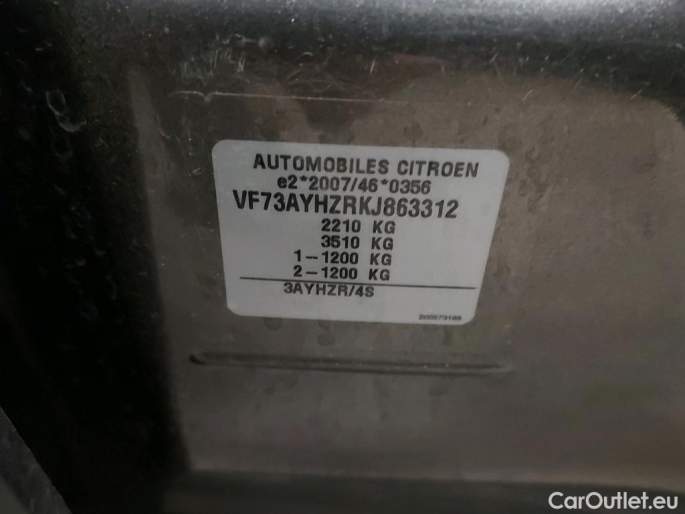 AUTOMOBILES CITROEN
e2*2007/46*0356
VF73AYHZRKJ863312
2210 KG
3510 KG
1-1200 KG
2-1200 KG
3AYHZR/4S
CarOutlet.eu